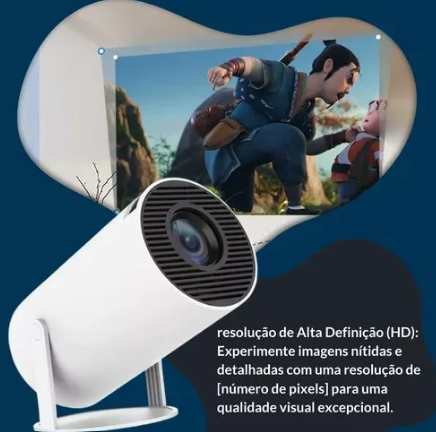 resolução de Alta Definição (HD):
Experimente imagens nítidas e
detalhadas com uma resolução de
[número de pixels] para uma
qualidade visual excepcional.